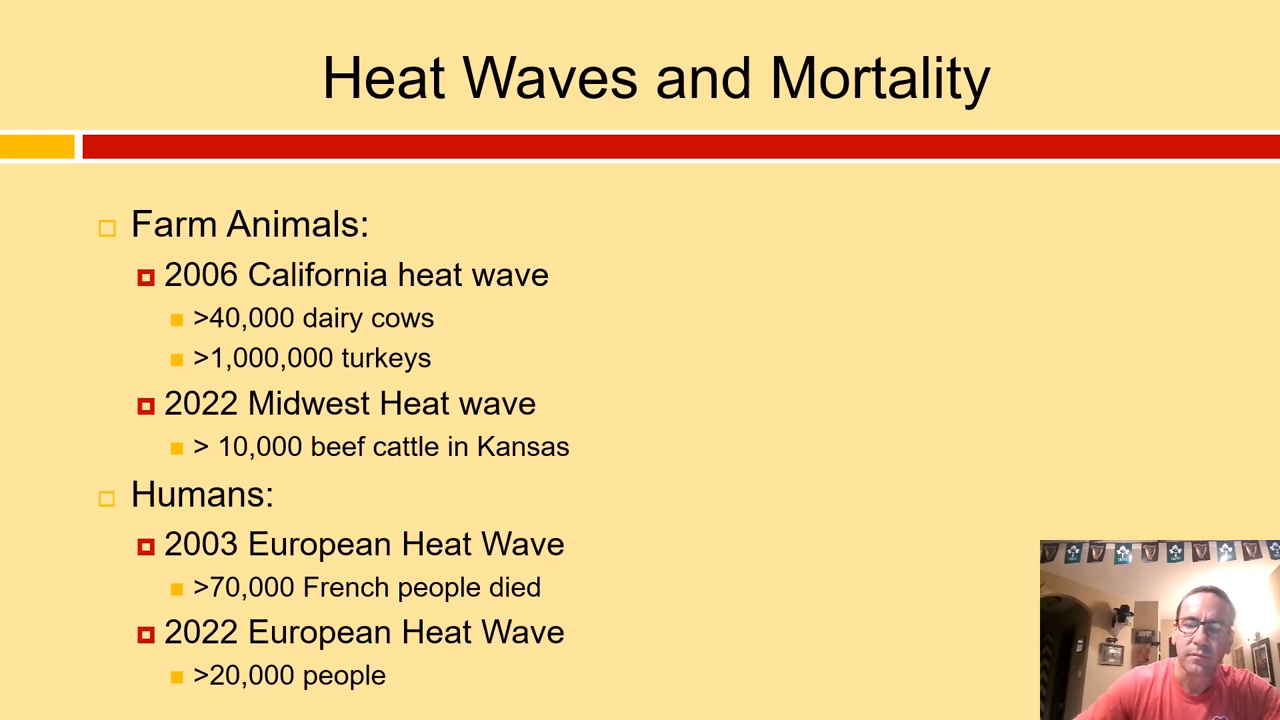 Heat Waves and Mortality
Farm Animals:
2006 California heat wave
>40,000 dairy cows
>1,000,000 turkeys
2022 Midwest Heat wave
> 10,000 beef cattle in Kansas
Humans:
2003 European Heat Wave
>70,000 French people died
2022 European Heat Wave
>20,000 people